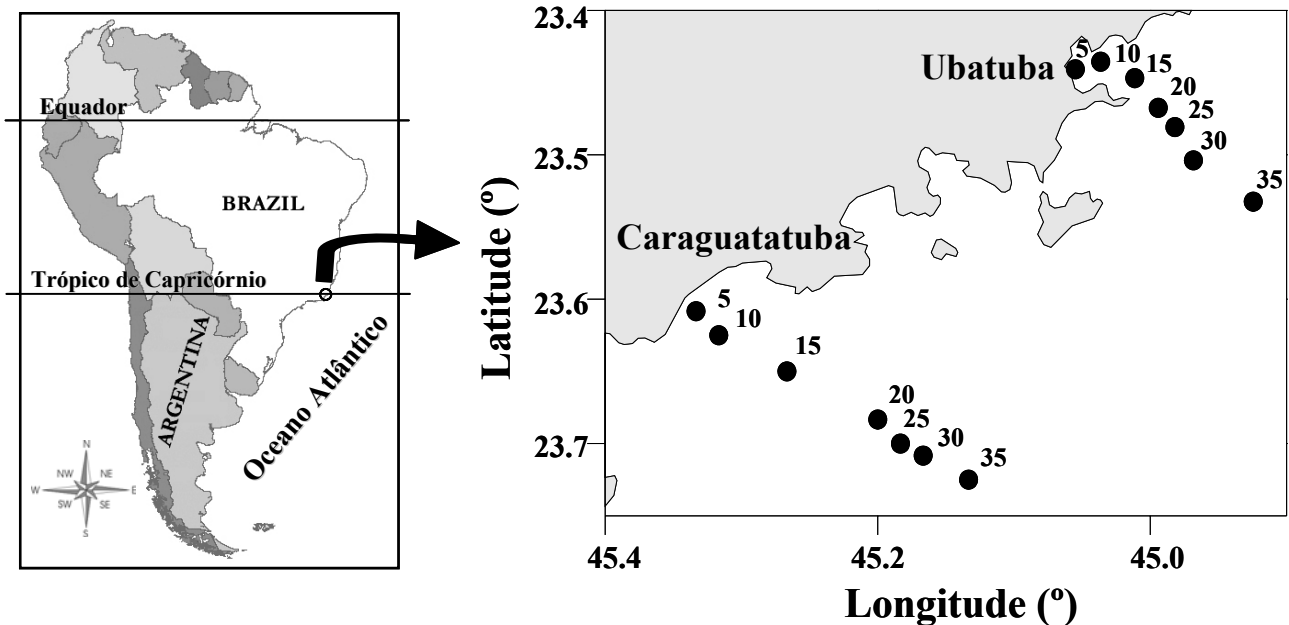 Equador
BRAZIL
Trópico de Capricórnio
ARGENTINA
Oceano Atlântico
N
NW NE
W E
SW SE
S
23.4
23.5
23.6
23.7
Latitude (º)
Ubatuba
5
10
15
20
25
30
35
Caraguatatuba
5
10
15
20
25
30
35
45.4 45.2 45.0
Longitude (º)